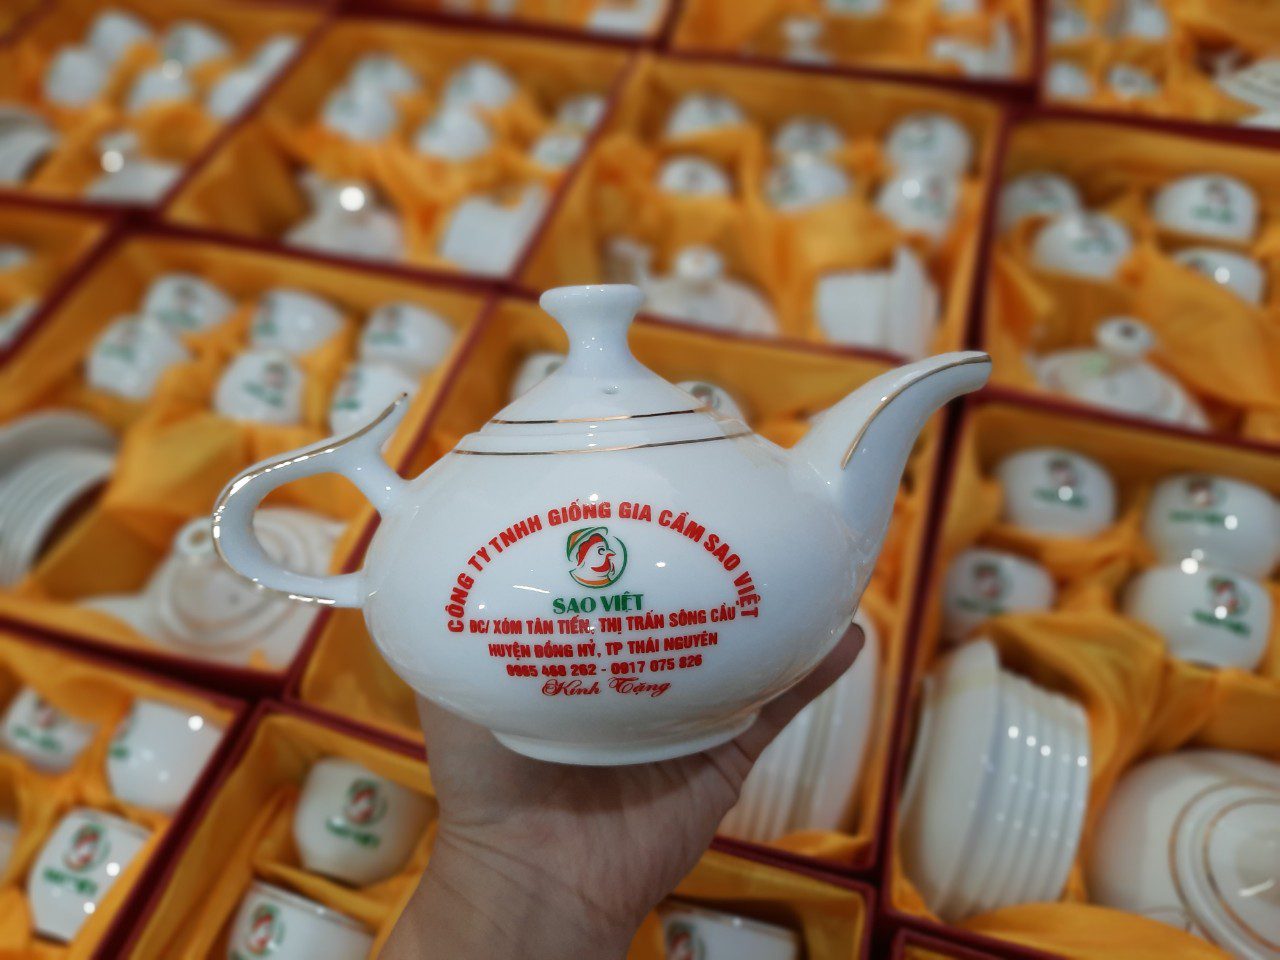 CÔNG TY TNHH GIỐNG GIA CẦM SAO VIỆT
SAO VIỆT
ĐC/ XÓM TÂN TIẾN, THỊ TRẤN SÔNG CẦU
HUYỆN ĐỒNG HỶ, TP THÁI NGUYÊN
0965 468 262 - 0917 075 826
Kính Tặng